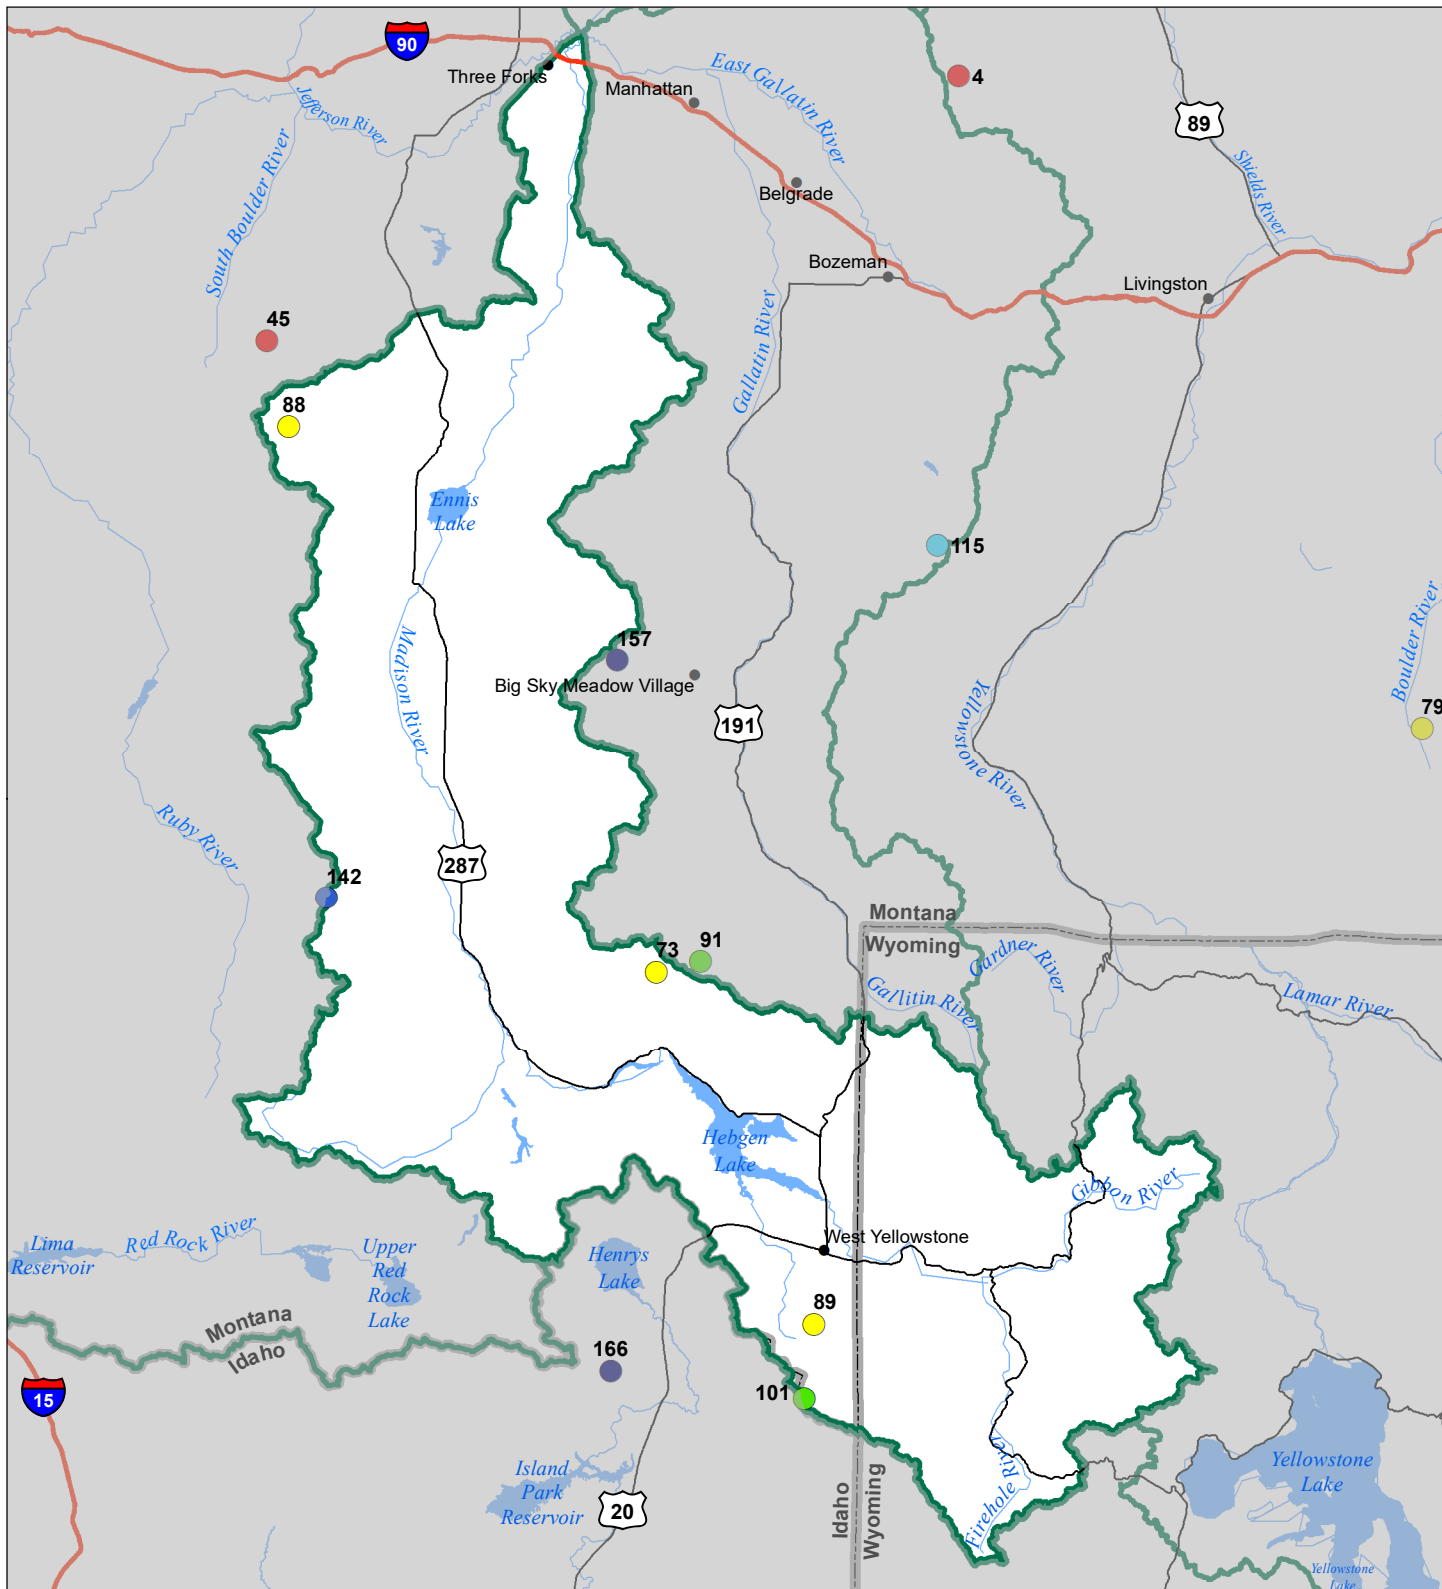 90
Three Forks
Manhattan
East Gallatin River
4
89
Jefferson River
South Boulder River
Shields River
Belgrade
Bozeman
Livingston
45
Gallatin River
88
Ennis
Lake
115
157
Big Sky Meadow Village
Madison River
191
Boulder River
79
Yellowstone River
Ruby River
287
142
Montana
Wyoming
73
91
Gardner River
Gallitin River
Lamar River
Hebgen
Lake
Gibbon River
West Yellowstone
Lima
Reservoir
Red Rock River
Upper
Red
Rock
Lake
Henrys
Lake
Montana
Idaho
89
166
101
15
Island
Park
Reservoir
20
Idaho
Wyoming
Firehole River
Yellowstone
Lake
Yellowstone
Lake